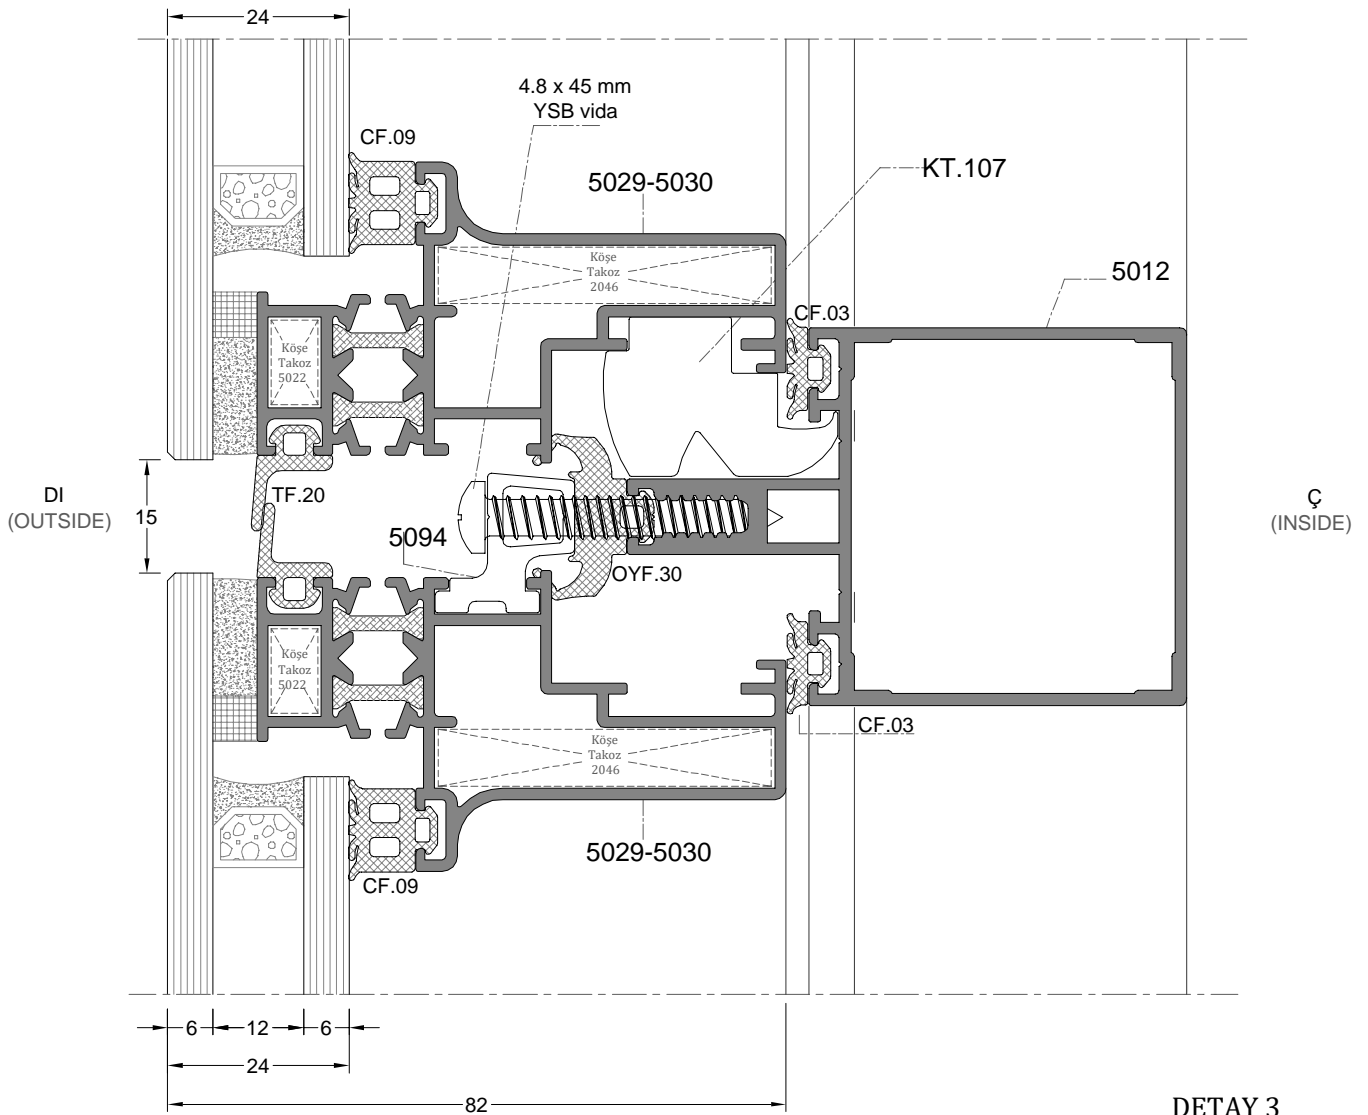 24
4.8 x 45 mm
YSB vida
CF.09
KT.107
5029-5030
Köşe
Takoz
2046
5012
CF.03
Köşe
Takoz
5022
TF.20
DI
(OUTSIDE)
15
Ç
(INSIDE)
5094
OYF.30
Köşe
Takoz
5022
CF.03
Köşe
Takoz
2046
5029-5030
CF.09
6
12
6
24
82
DETAY 3